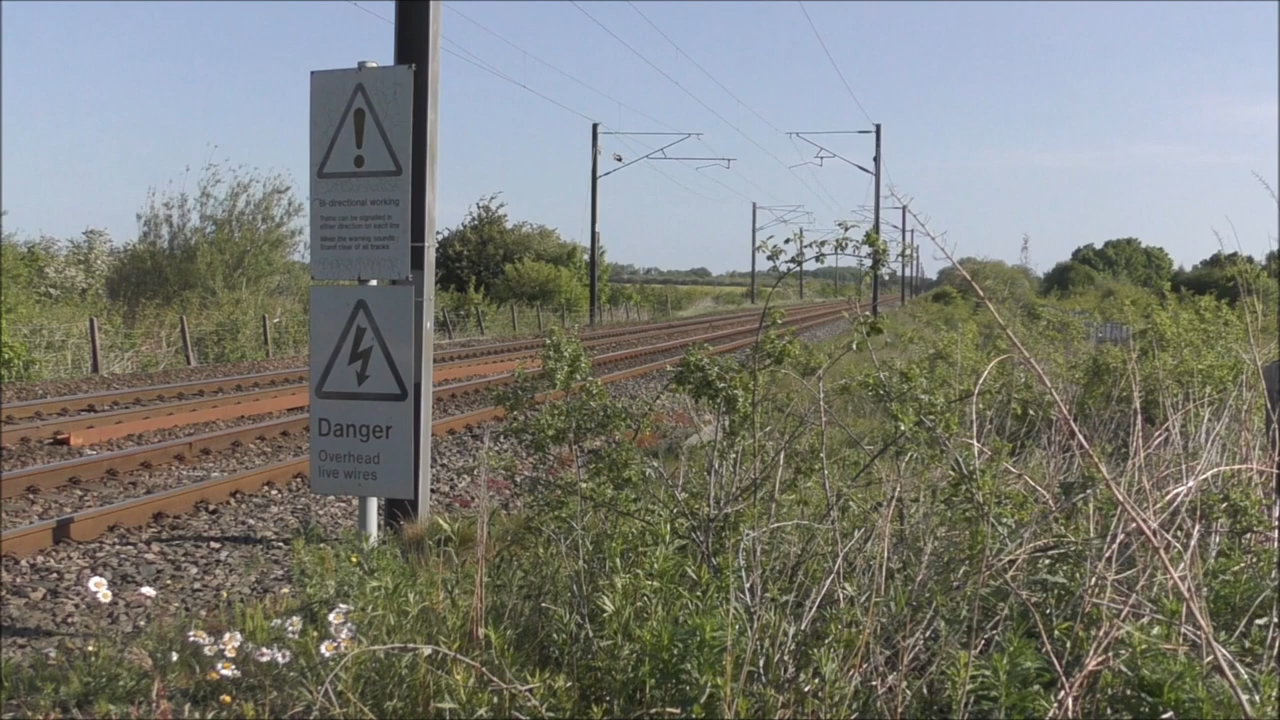 Bi-directional working
Trains can be signalled in
either direction on each line
When the warning sounds
Stand clear of all tracks
Danger
Overhead
live wires